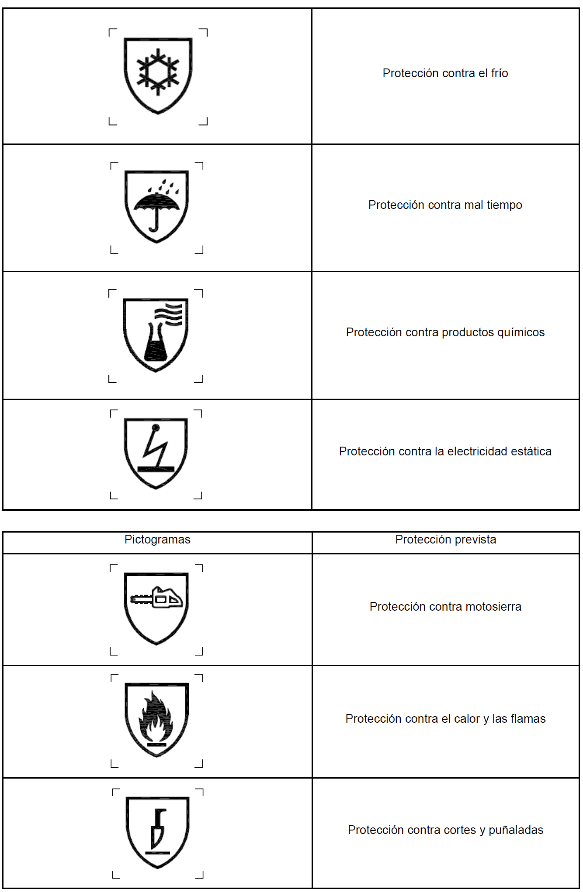 Protección contra el frío
Protección contra mal tiempo
Protección contra productos químicos
Protección contra la electricidad estática
Pictogramas
Protección prevista
Protección contra motosierra
Protección contra el calor y las flamas
Protección contra cortes y puñaladas